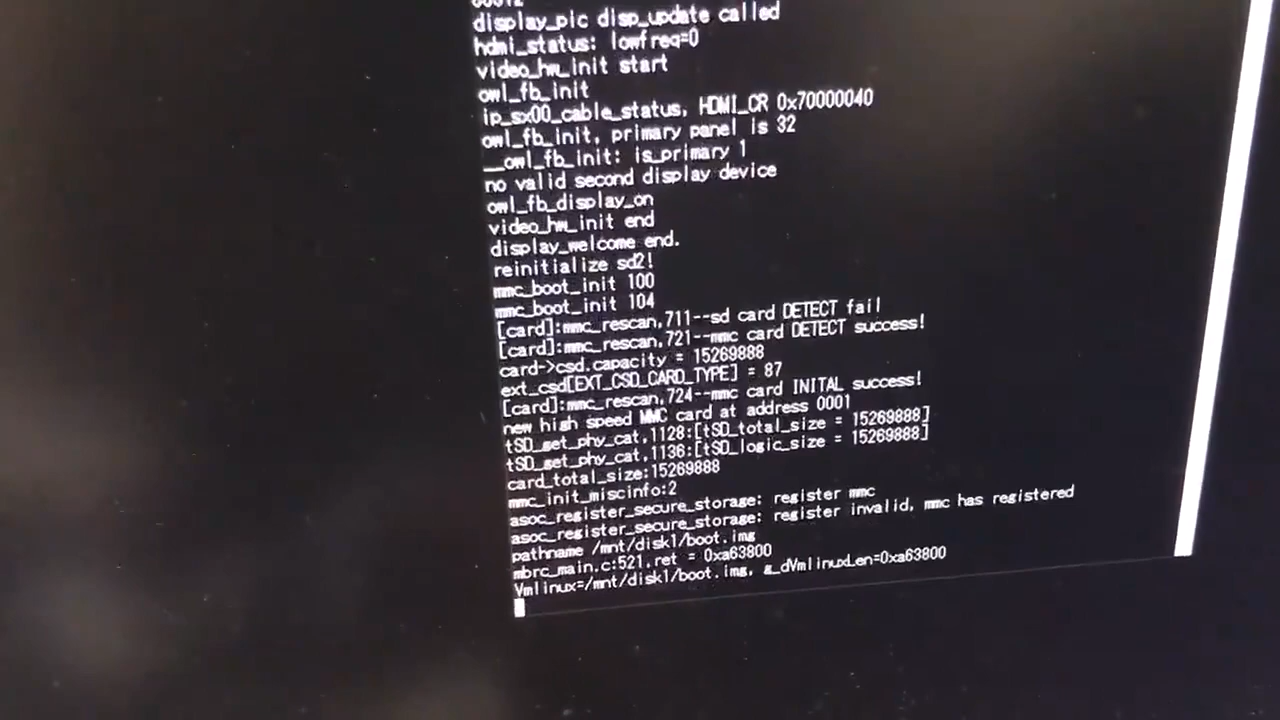 display_pic disp_update called
hdmi_status: lowfreq=0
video_hw_init start
owl_fb_init
ip_sx00_cable_status, HDMI_CR 0x70000040
owl_fb_init, primary panel is 32
__owl_fb_init: is_primary 1
no valid second display device
owl_fb_display_on
video_hw_init end
display_welcome end.
reinitialize sd2!
mmc_boot_init 100
mmc_boot_init 104
[card]:mmc_rescan,711--sd card DETECT fail
[card]:mmc_rescan,721--mmc card DETECT success!
card->csd.capacity = 15269888
ext_csd[EXT_CSD_CARD_TYPE] = 87
[card]:mmc_rescan,724--mmc card INITAL success!
new high speed MMC card at address 0001
tSD_get_phy_cat,1128:[tSD_total_size = 15269888]
tSD_get_phy_cat,1136:[tSD_logic_size = 15269888]
card_total_size:15269888
mmc_init_miscinfo:2
asoc_register_secure_storage: register mmc
asoc_register_secure_storage: register invalid, mmc has registered
pathname /mnt/disk1/boot.img
mbrc_main.c:521.ret = 0xa63800
Vmlinux=/mnt/disk1/boot.img, g_dVmlinuxLen=0xa63800